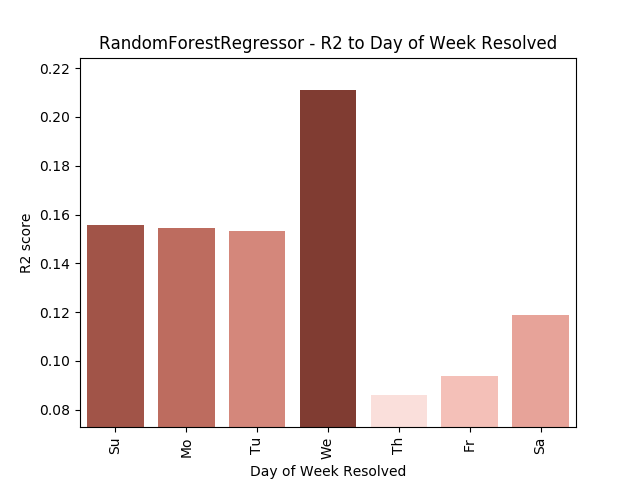 RandomForestRegressor - R2 to Day of Week Resolved
0.22
0.20
0.18
0.16
0.14
0.12
0.10
0.08
R2 score
Su Mo Tu We Th Fr Sa
Day of Week Resolved